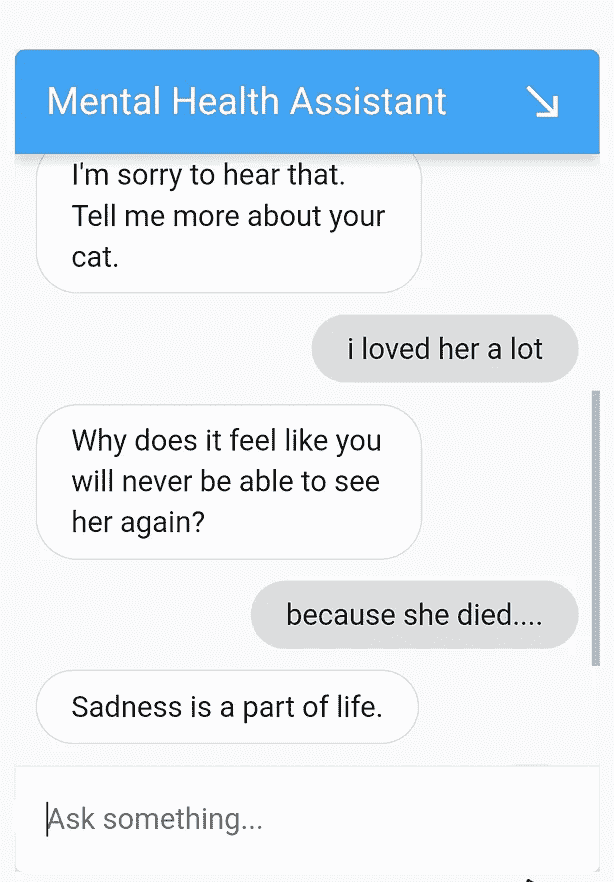 Mental Health Assistant
I'm sorry to hear that.
Tell me more about your
cat.
i loved her a lot
Why does it feel like you
will never be able to see
her again?
because she died....
Sadness is a part of life.
Ask something...